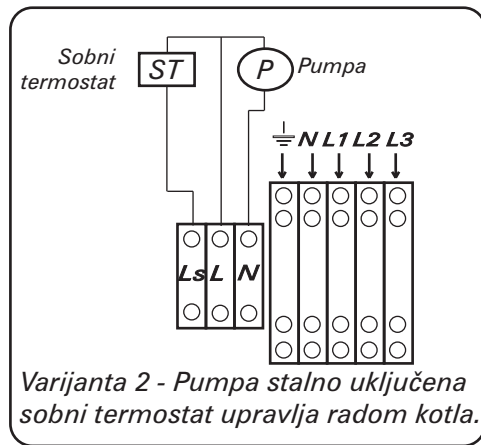 Sobni
termostat
ST
P
Pumpa
N L1 L2 L3
Ls L N
Varijanta 2 - Pumpa stalno uključena
sobni termostat upravlja radom kotla.